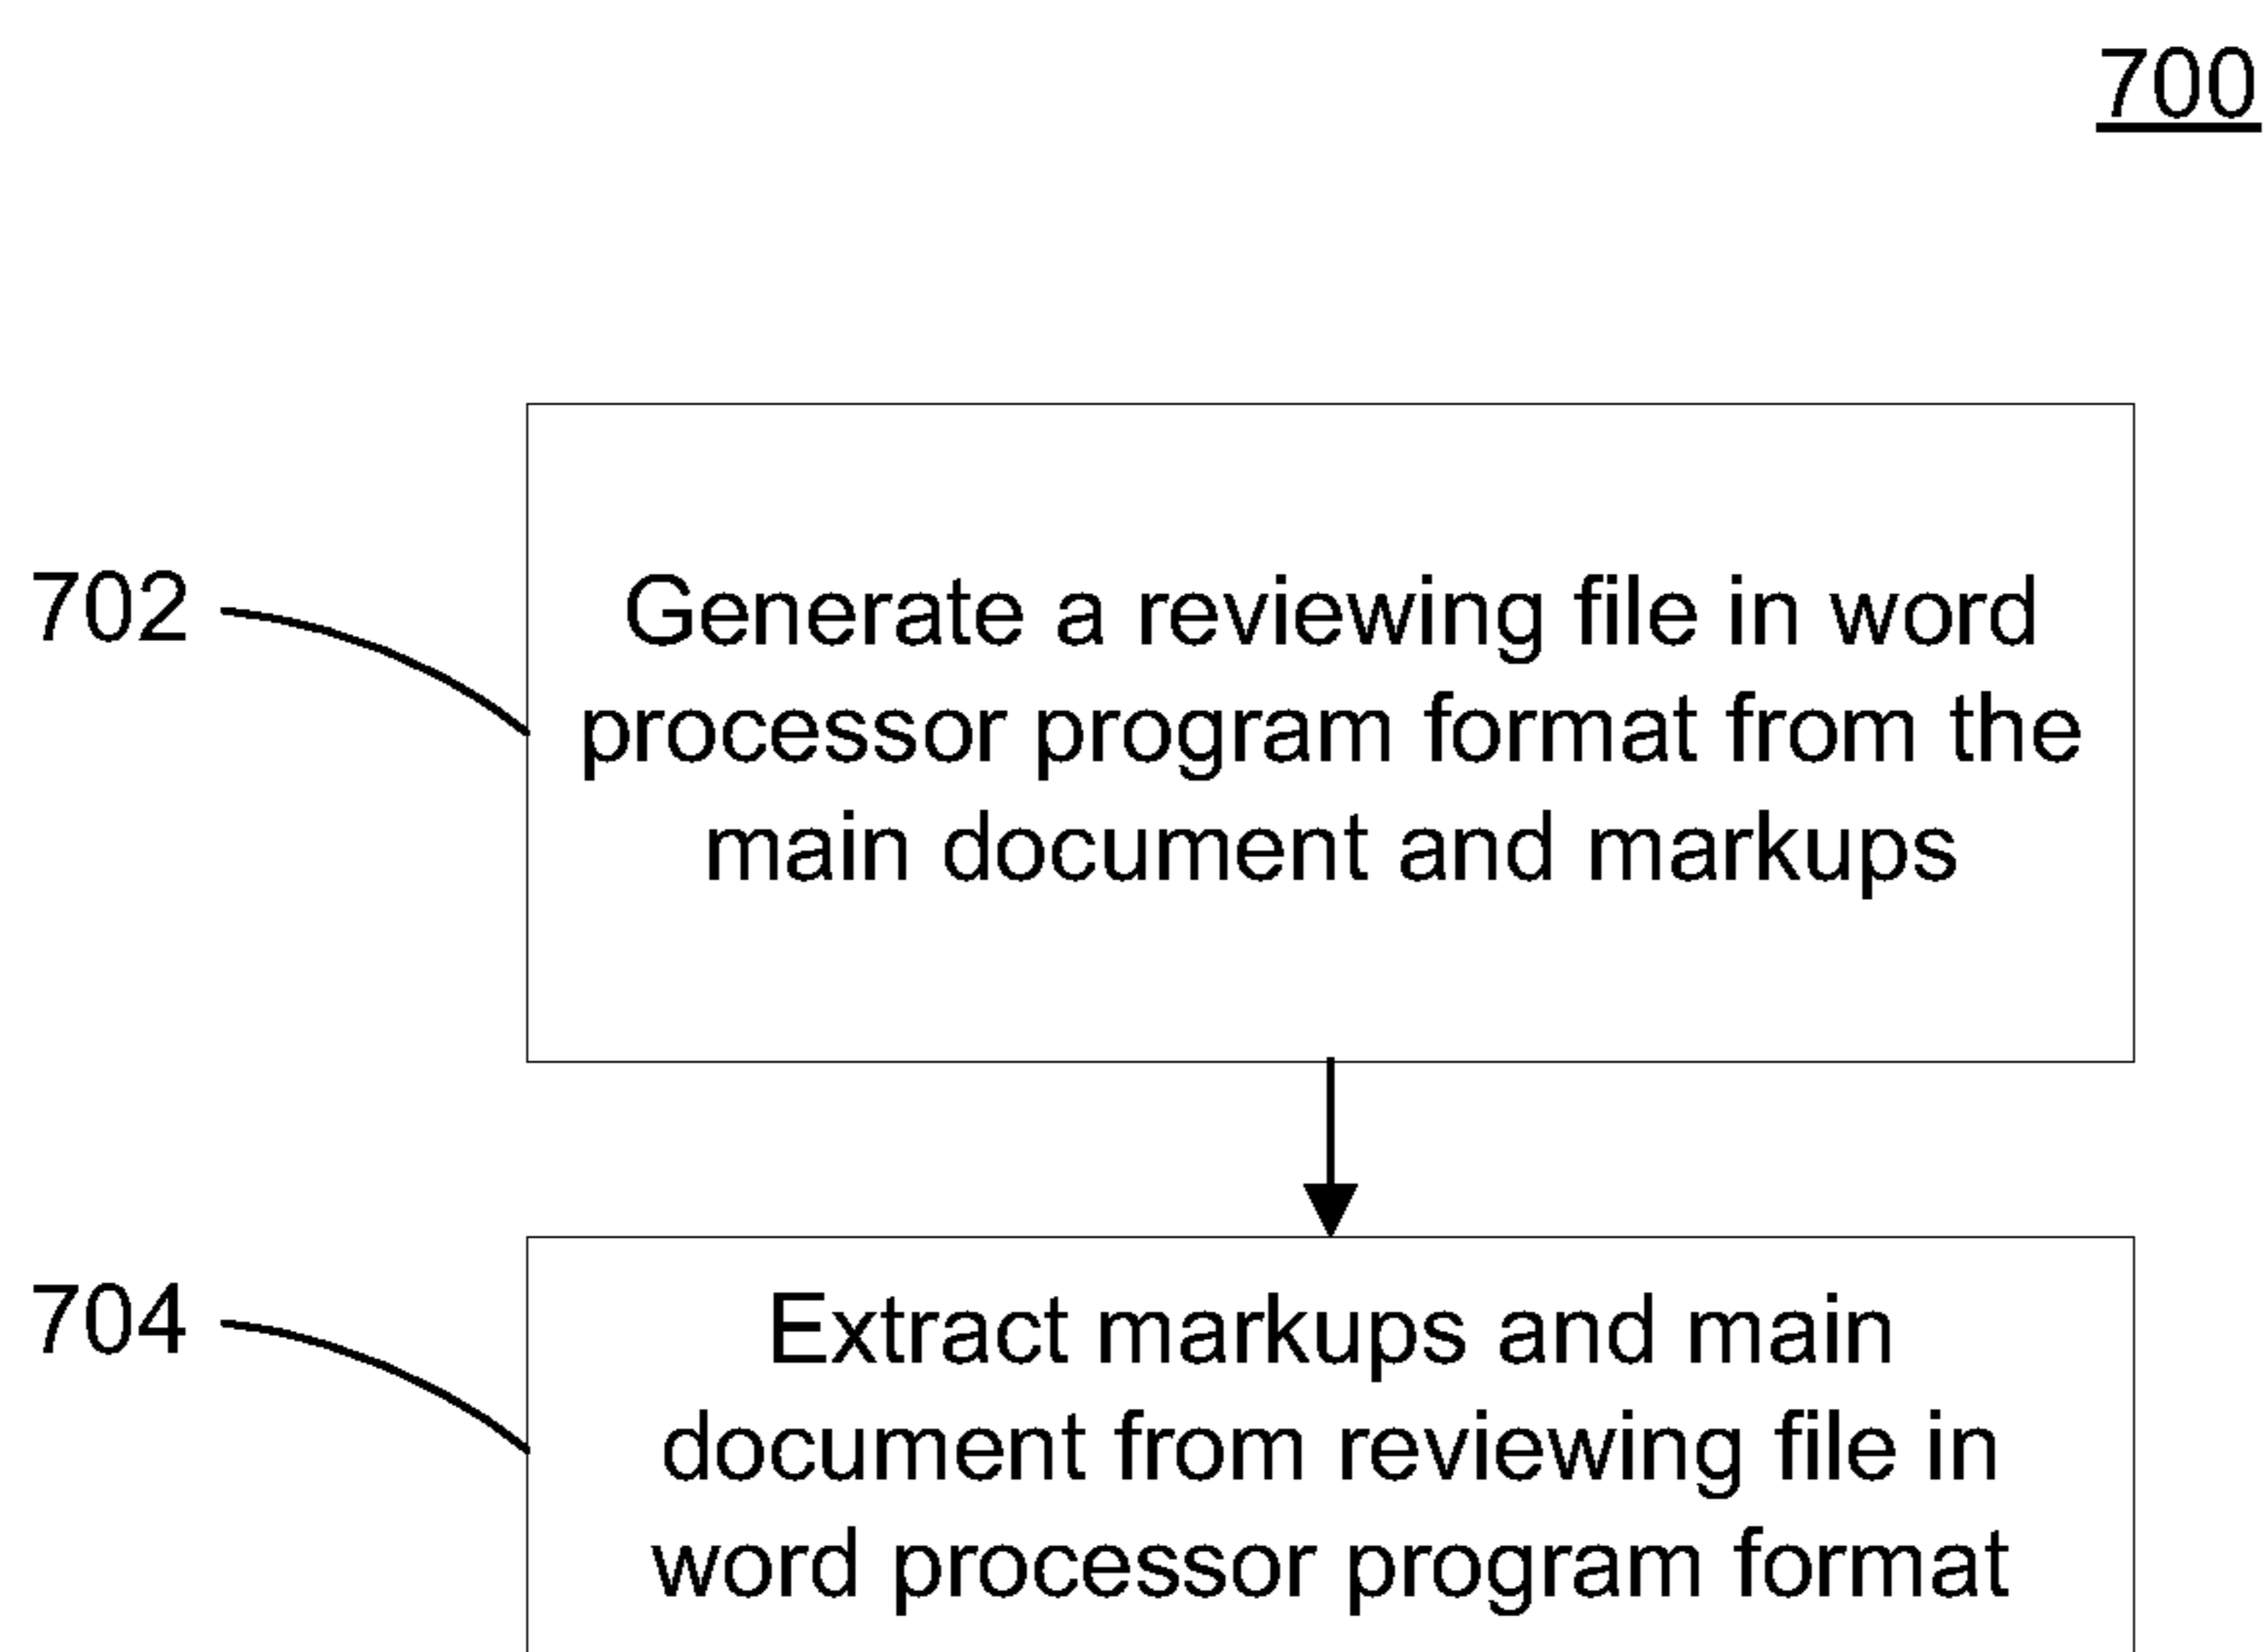 700
702
Generate a reviewing file in word
processor program format from the
main document and markups
704
Extract markups and main
document from reviewing file in
word processor program format